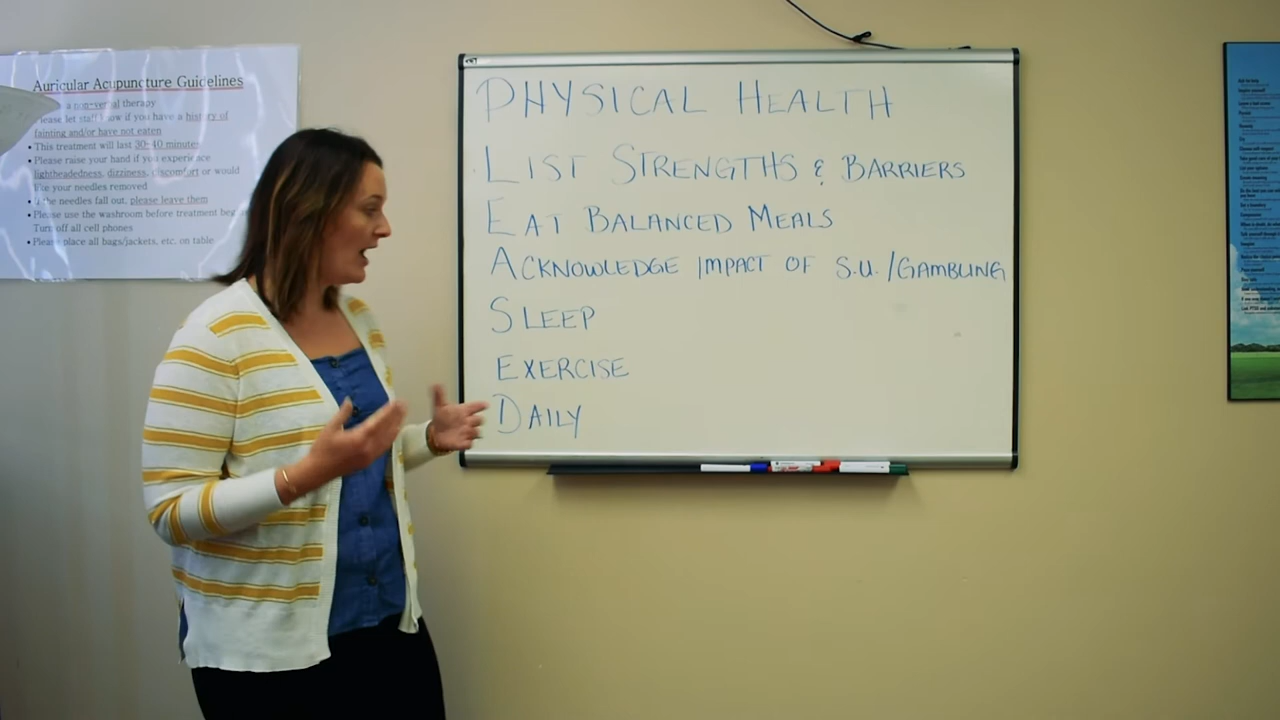 Auricular Acupuncture Guidelines
a non-verbal therapy
Please let staff know if you have a history of
fainting and/or have not eaten
• This treatment will last 30-40 minutes
• Please raise your hand if you experience
lightheadedness, dizziness, discomfort or would
like your needles removed
• If the needles fall out, please leave them
• Please use the washroom before treatment
Turn off all cell phones
• Please place all bags/jackets, etc. on table
PHYSICAL HEALTH
LIST STRENGTHS & BARRIERS
EAT BALANCED MEALS
ACKNOWLEDGE IMPACT OF S.U./GAMBLING
SLEEP
EXERCISE
DAILY